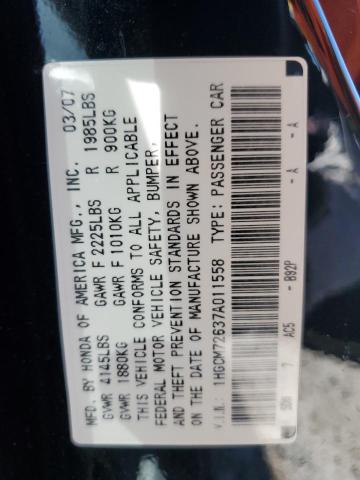 MFD. BY HONDA OF AMERICA MFG., INC. 03/07
GVWR 4145LBS GAWR F 2225LBS R 1985LBS
GVWR 1880KG GAWR F 1010KG R 900KG
THIS VEHICLE CONFORMS TO ALL APPLICABLE
FEDERAL MOTOR VEHICLE SAFETY, BUMPER,
AND THEFT PREVENTION STANDARDS IN EFFECT
ON THE DATE OF MANUFACTURE SHOWN ABOVE.
V.I.N.: 1HGCM72637A011558 TYPE: PASSENGER CAR
SDN 7 AC5 - B92P - A - A